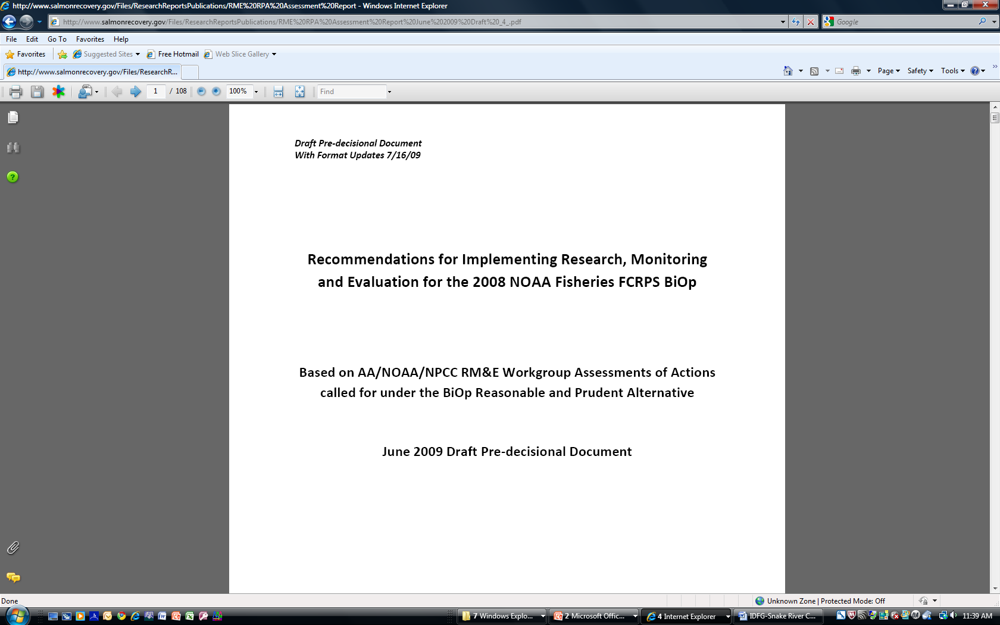 http://www.salmonrecovery.gov/Files/ResearchReportsPublications/RME%20RPA%20Assessment%20Report - Windows Internet Explorer
http://www.salmonrecovery.gov/Files/ResearchReportsPublications/RME%20RPA%20Assessment%20Report%20June%202009%20Draft%20_4_.pdf
Google
File Edit Go To Favorites Help
Favorites Suggested Sites Free Hotmail Web Slice Gallery
http://www.salmonrecovery.gov/Files/ResearchR...
Page Safety Tools
1 / 108 100% Find
Draft Pre-decisional Document
With Format Updates 7/16/09
Recommendations for Implementing Research, Monitoring
and Evaluation for the 2008 NOAA Fisheries FCRPS BiOp
Based on AA/NOAA/NPCC RM&E Workgroup Assessments of Actions
called for under the BiOp Reasonable and Prudent Alternative
June 2009 Draft Pre-decisional Document
Done
Unknown Zone | Protected Mode: Off
7 Windows Explo... 2 Microsoft Offic... 4 Internet Explorer IDFG-Snake River C... 11:39 AM